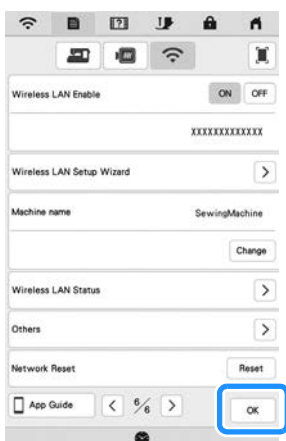 Wireless LAN Enable ON OFF
XXXXXXXXXXXXX
Wireless LAN Setup Wizard >
Machine name SewingMachine
Change
Wireless LAN Status >
Others >
Network Reset Reset
App Guide < 6/6 > OK